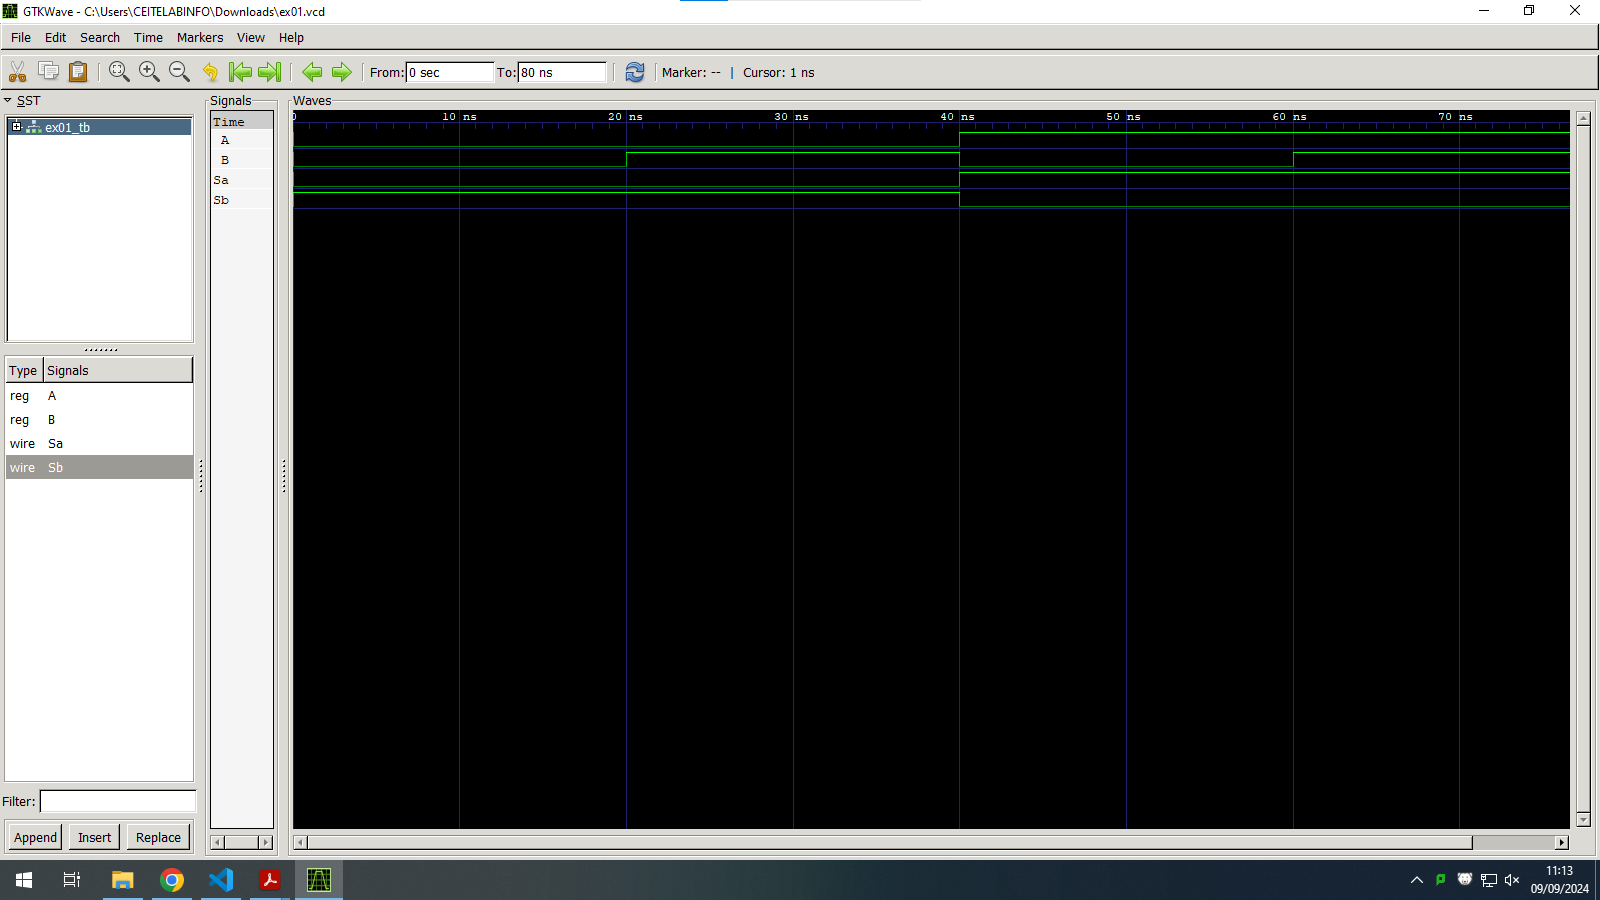 GTKWave - C:\Users\CEITELABINFO\Downloads\ex01.vcd
File Edit Search Time Markers View Help
From: 0 sec To: 80 ns Marker: -- | Cursor: 1 ns
SST
ex01_tb
Signals
Time
A
B
Sa
Sb
Waves
0 10 ns 20 ns 30 ns 40 ns 50 ns 60 ns 70 ns
Type Signals
reg A
reg B
wire Sa
wire Sb
Filter:
Append Insert Replace
11:13
09/09/2024